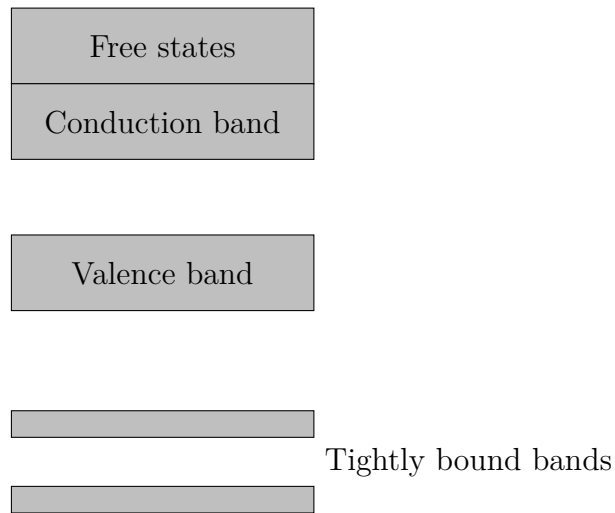 Free states
Conduction band
Valence band
Tightly bound bands